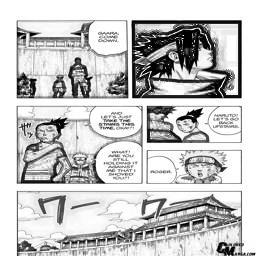 GAARA,
COME
DOWN.
AND
LET'S JUST
TAKE THE
STAIRS THIS
TIME, OKAY?!
NARUTO!
LET'S GO
BACK
UPSTAIRS.
WHAT!
ARE YOU
STILL
HOLDING IT
AGAINST ME
THAT I
SHOVED
YOU?!
ROGER.
ワー
ワー